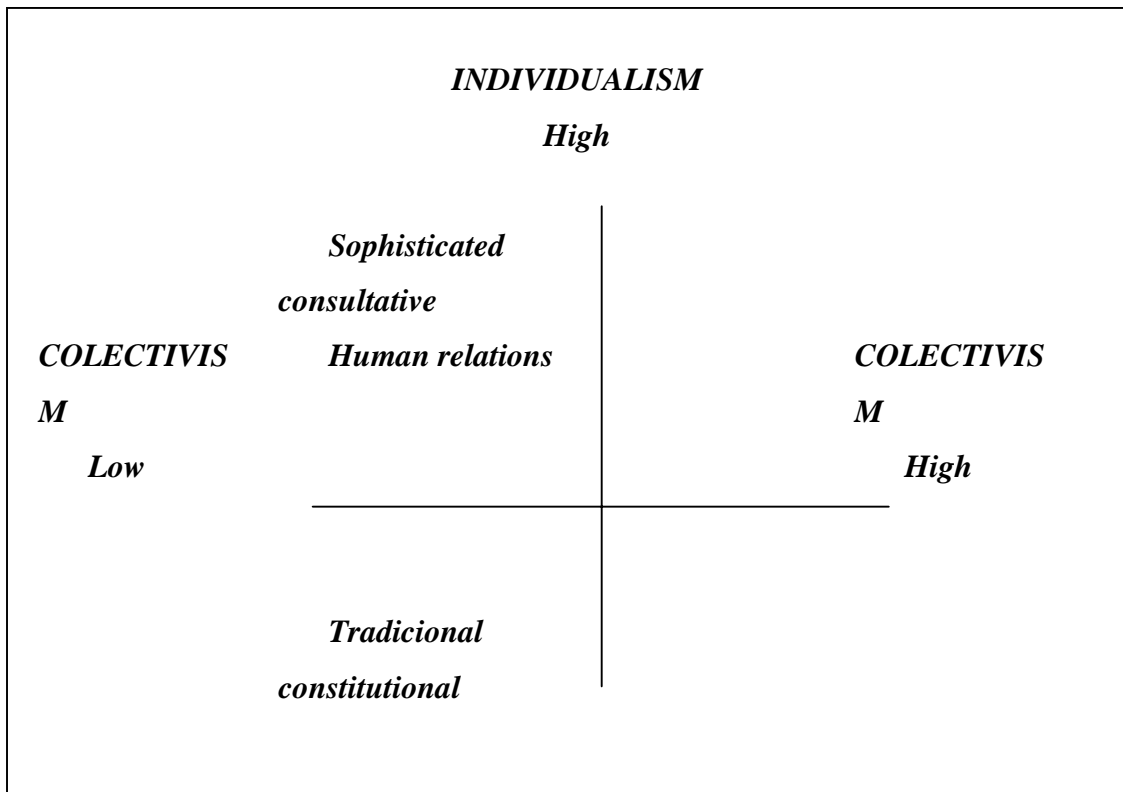 INDIVIDUALISM
High
Sophisticated
consultative
COLECTIVIS Human relations COLECTIVIS
M M
Low High
Tradicional
constitutional